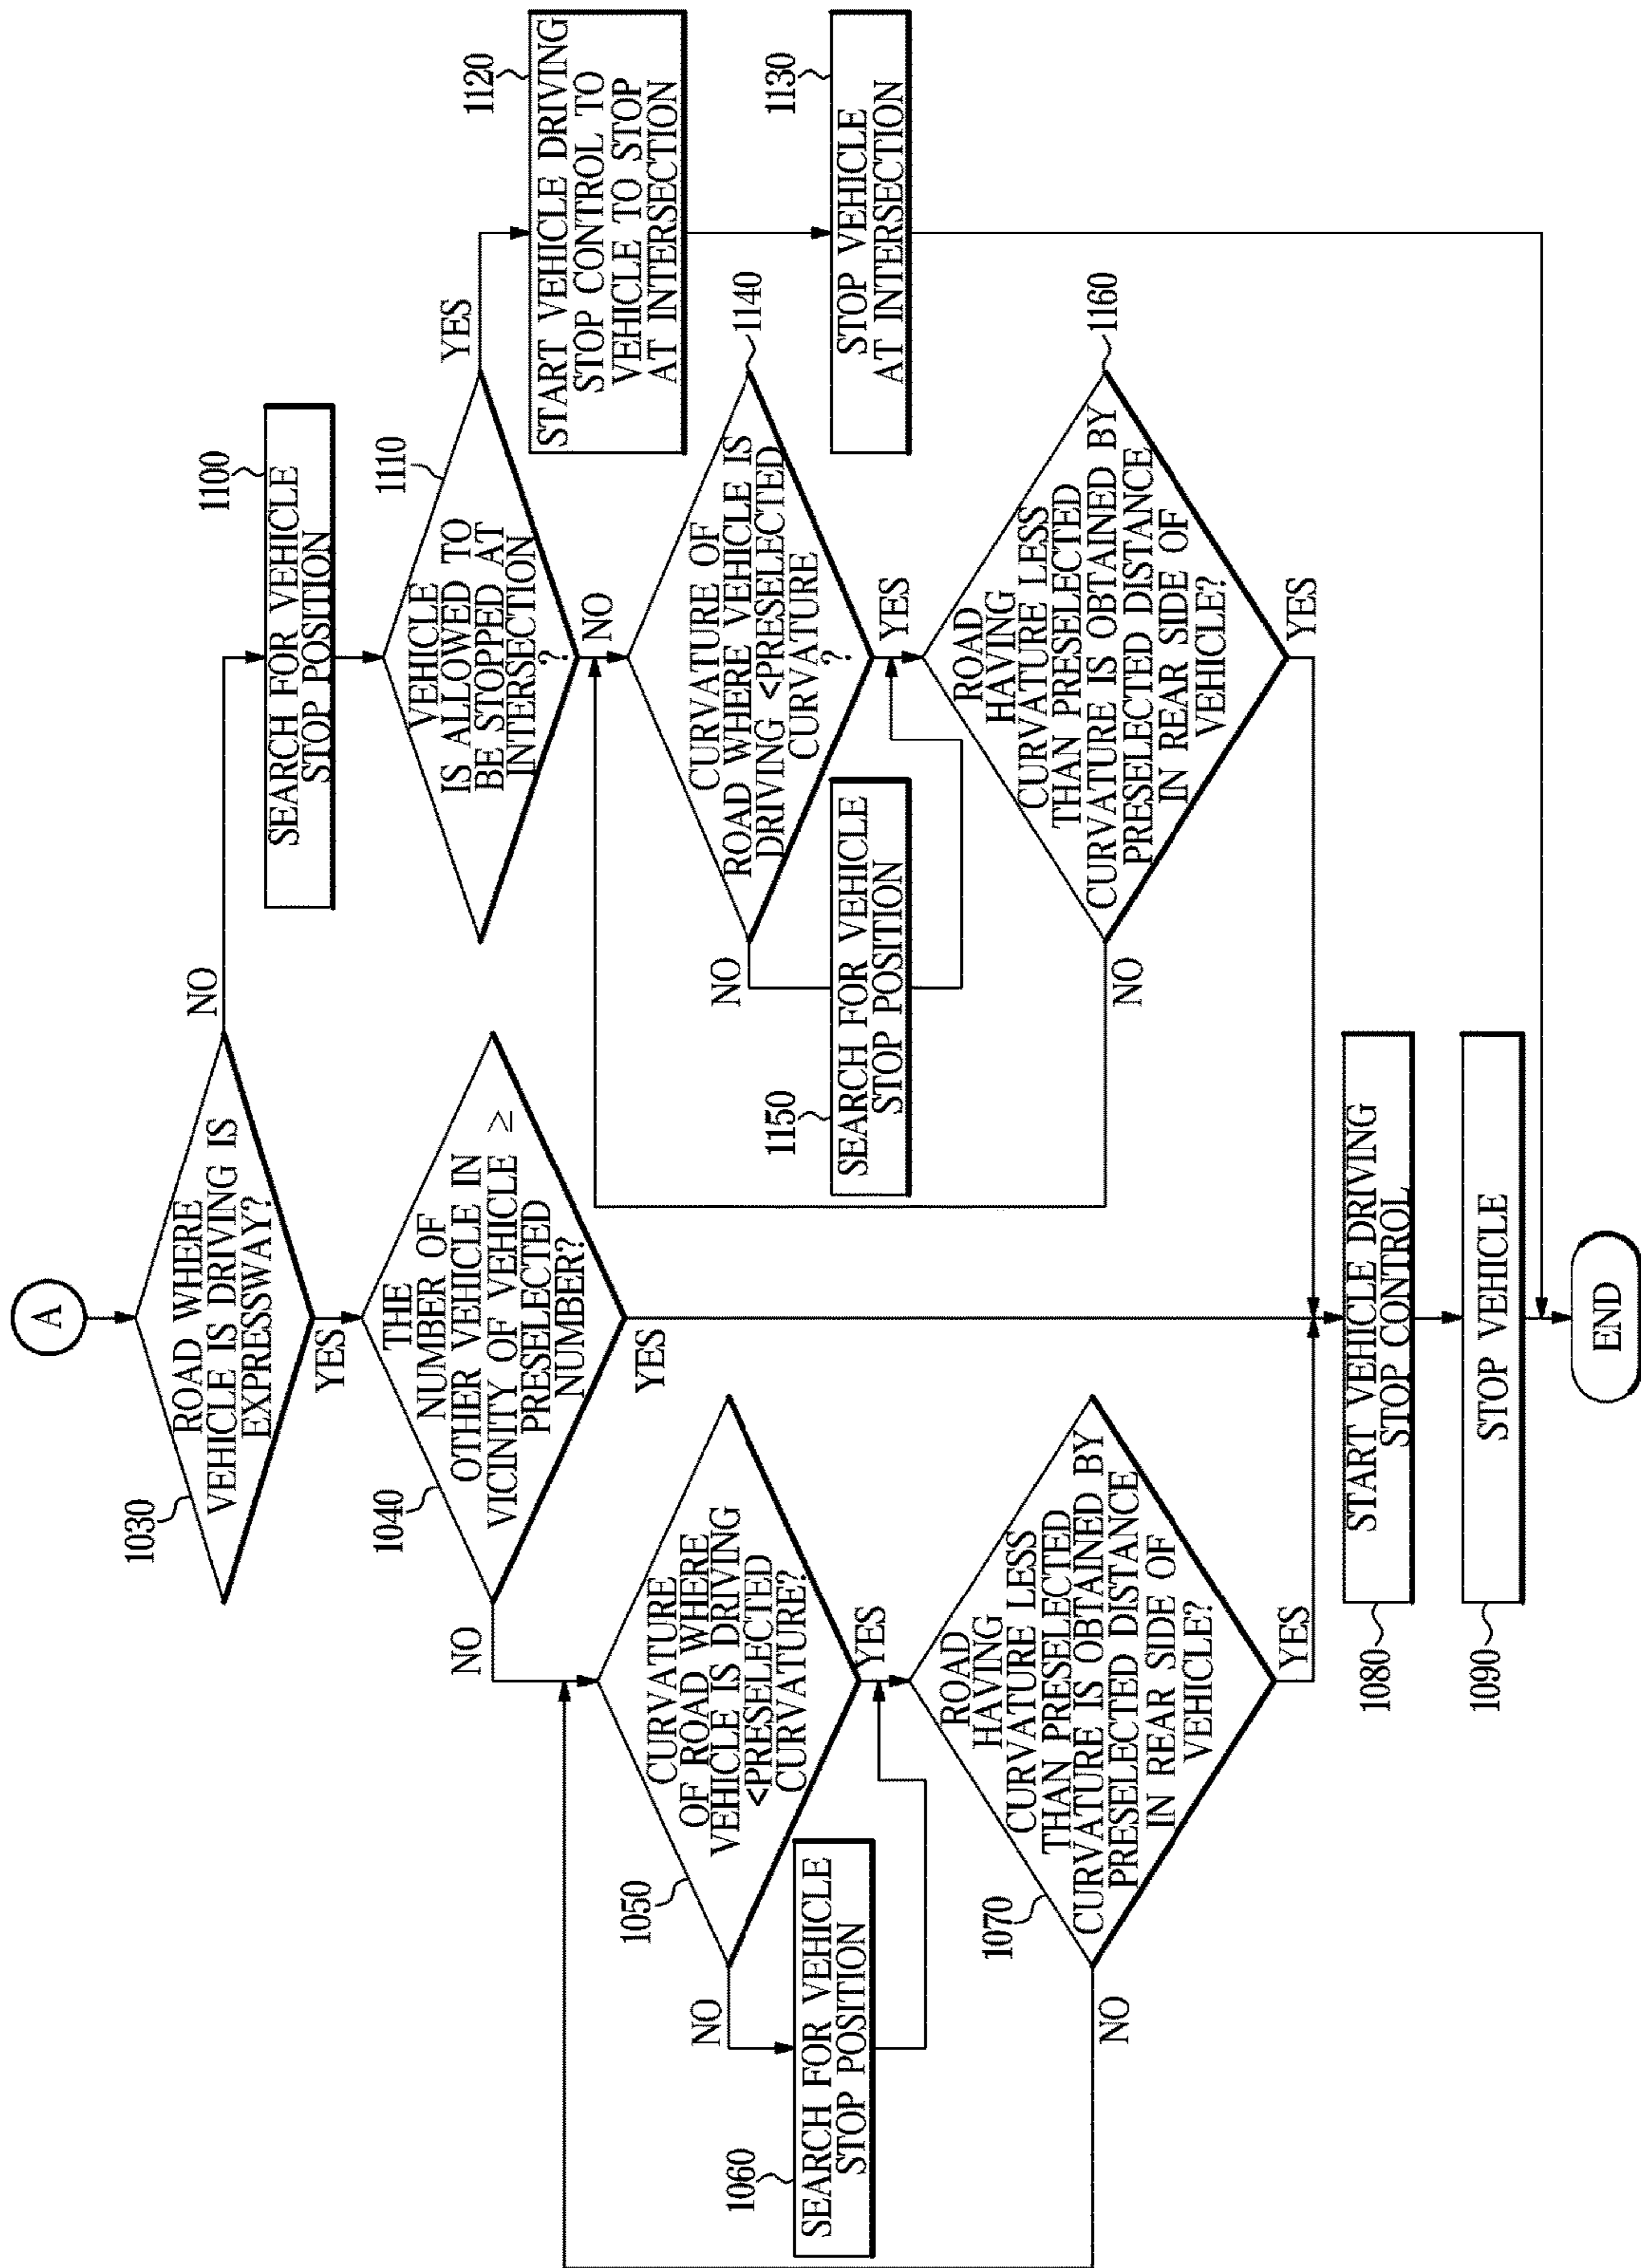 A
1030
ROAD WHERE
VEHICLE IS DRIVING IS
EXPRESSWAY?
NO
YES
1040
THE
NUMBER OF
OTHER VEHICLE IN
VICINITY OF VEHICLE ≥
PRESELECTED
NUMBER?
NO
YES
1050
CURVATURE
OF ROAD WHERE
VEHICLE IS DRIVING
<PRESELECTED
CURVATURE?
NO
YES
1060
SEARCH FOR VEHICLE
STOP POSITION
1070
ROAD
HAVING
CURVATURE LESS
THAN PRESELECTED
CURVATURE IS OBTAINED BY
PRESELECTED DISTANCE
IN REAR SIDE OF
VEHICLE?
NO
YES
1080
START VEHICLE DRIVING
STOP CONTROL
1090
STOP VEHICLE
END
1100
SEARCH FOR VEHICLE
STOP POSITION
1110
VEHICLE
IS ALLOWED TO
BE STOPPED AT
INTERSECTION
?
YES
NO
1120
START VEHICLE DRIVING
STOP CONTROL TO
VEHICLE TO STOP
AT INTERSECTION
1130
STOP VEHICLE
AT INTERSECTION
1140
CURVATURE OF
ROAD WHERE VEHICLE IS
DRIVING <PRESELECTED
CURVATURE
?
NO
YES
1150
SEARCH FOR VEHICLE
STOP POSITION
1160
ROAD
HAVING
CURVATURE LESS
THAN PRESELECTED
CURVATURE IS OBTAINED BY
PRESELECTED DISTANCE
IN REAR SIDE OF
VEHICLE?
NO
YES